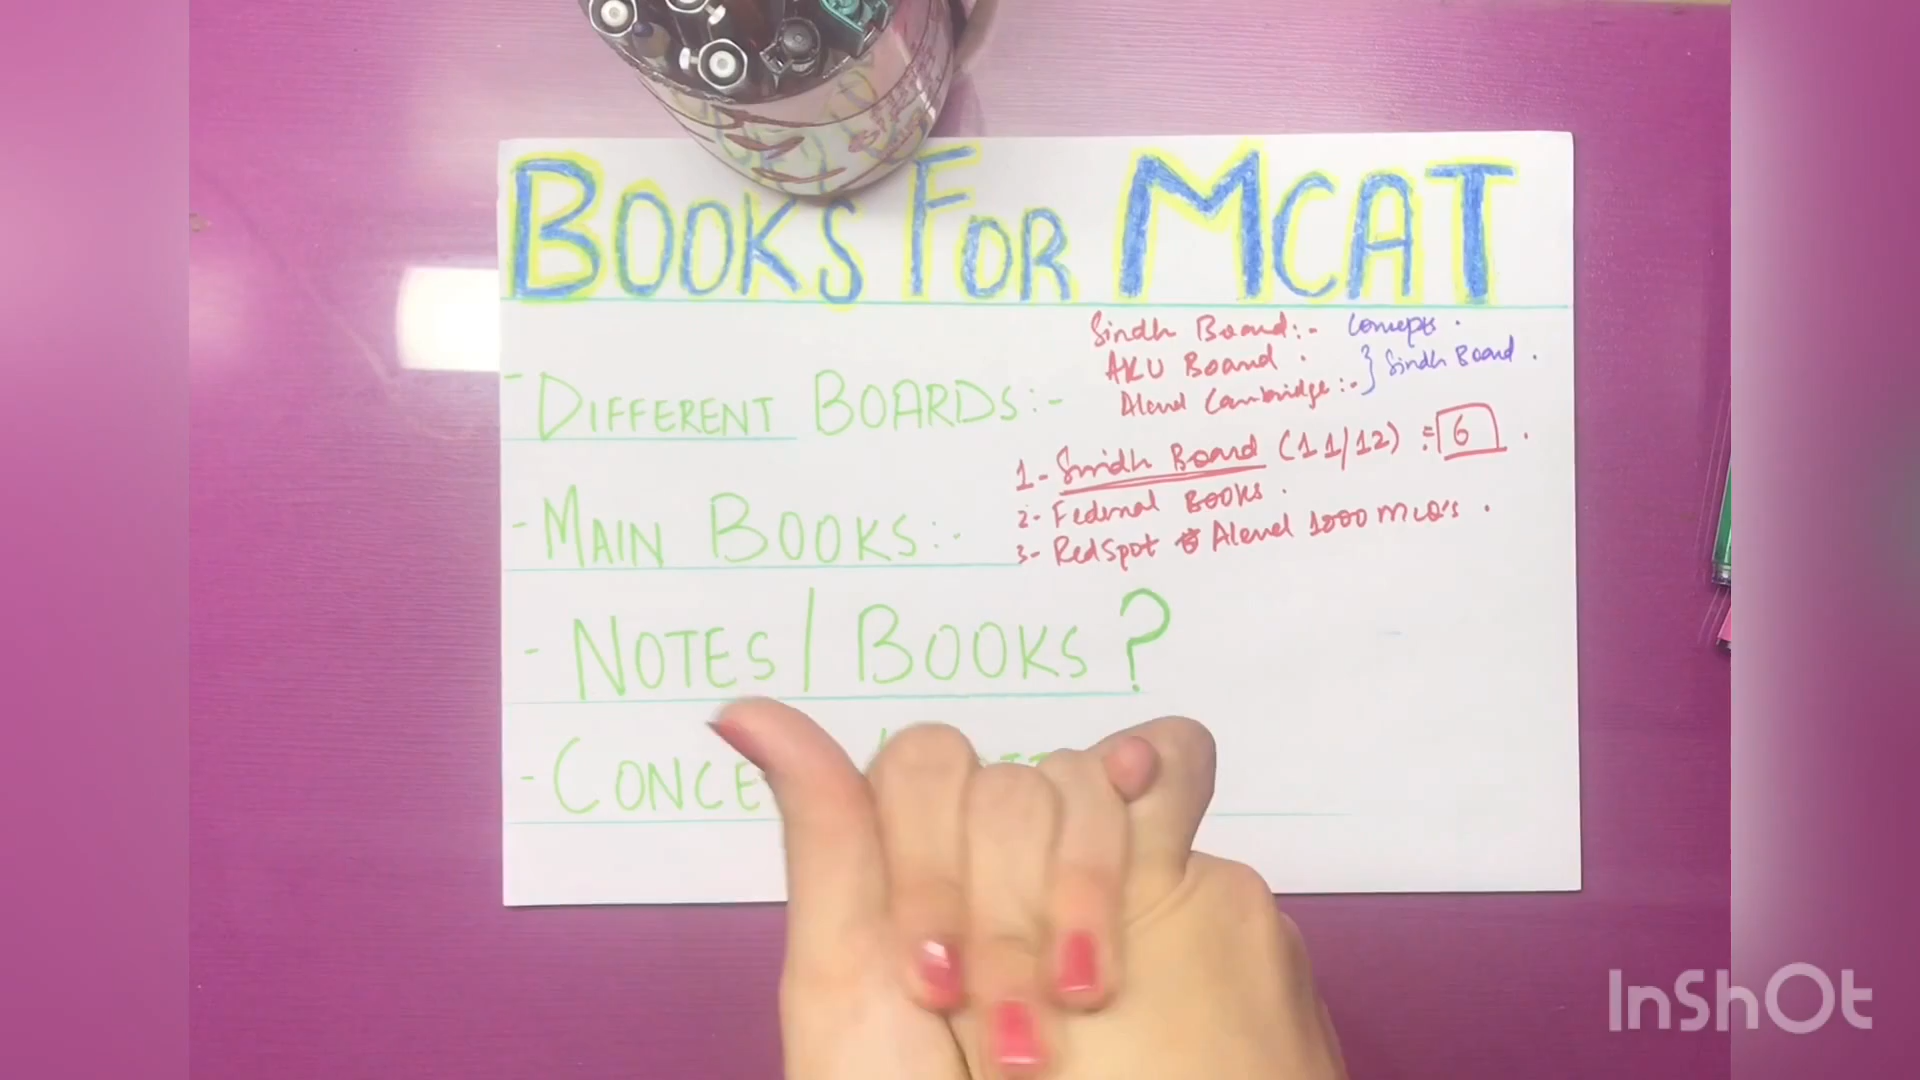 BOOKS FOR MCAT
Sindh Board:- Concepts.
AKU Board.
Alevel Cambridge:- } Sindh Board.
- DIFFERENT BOARDS:-
1- Sindh Board (11/12) := 6.
2- Federal BOOKS.
3- RedSpot Alevel 1000 MCQ's.
- MAIN BOOKS:-
- NOTES/BOOKS?
- CONCE
InShOt